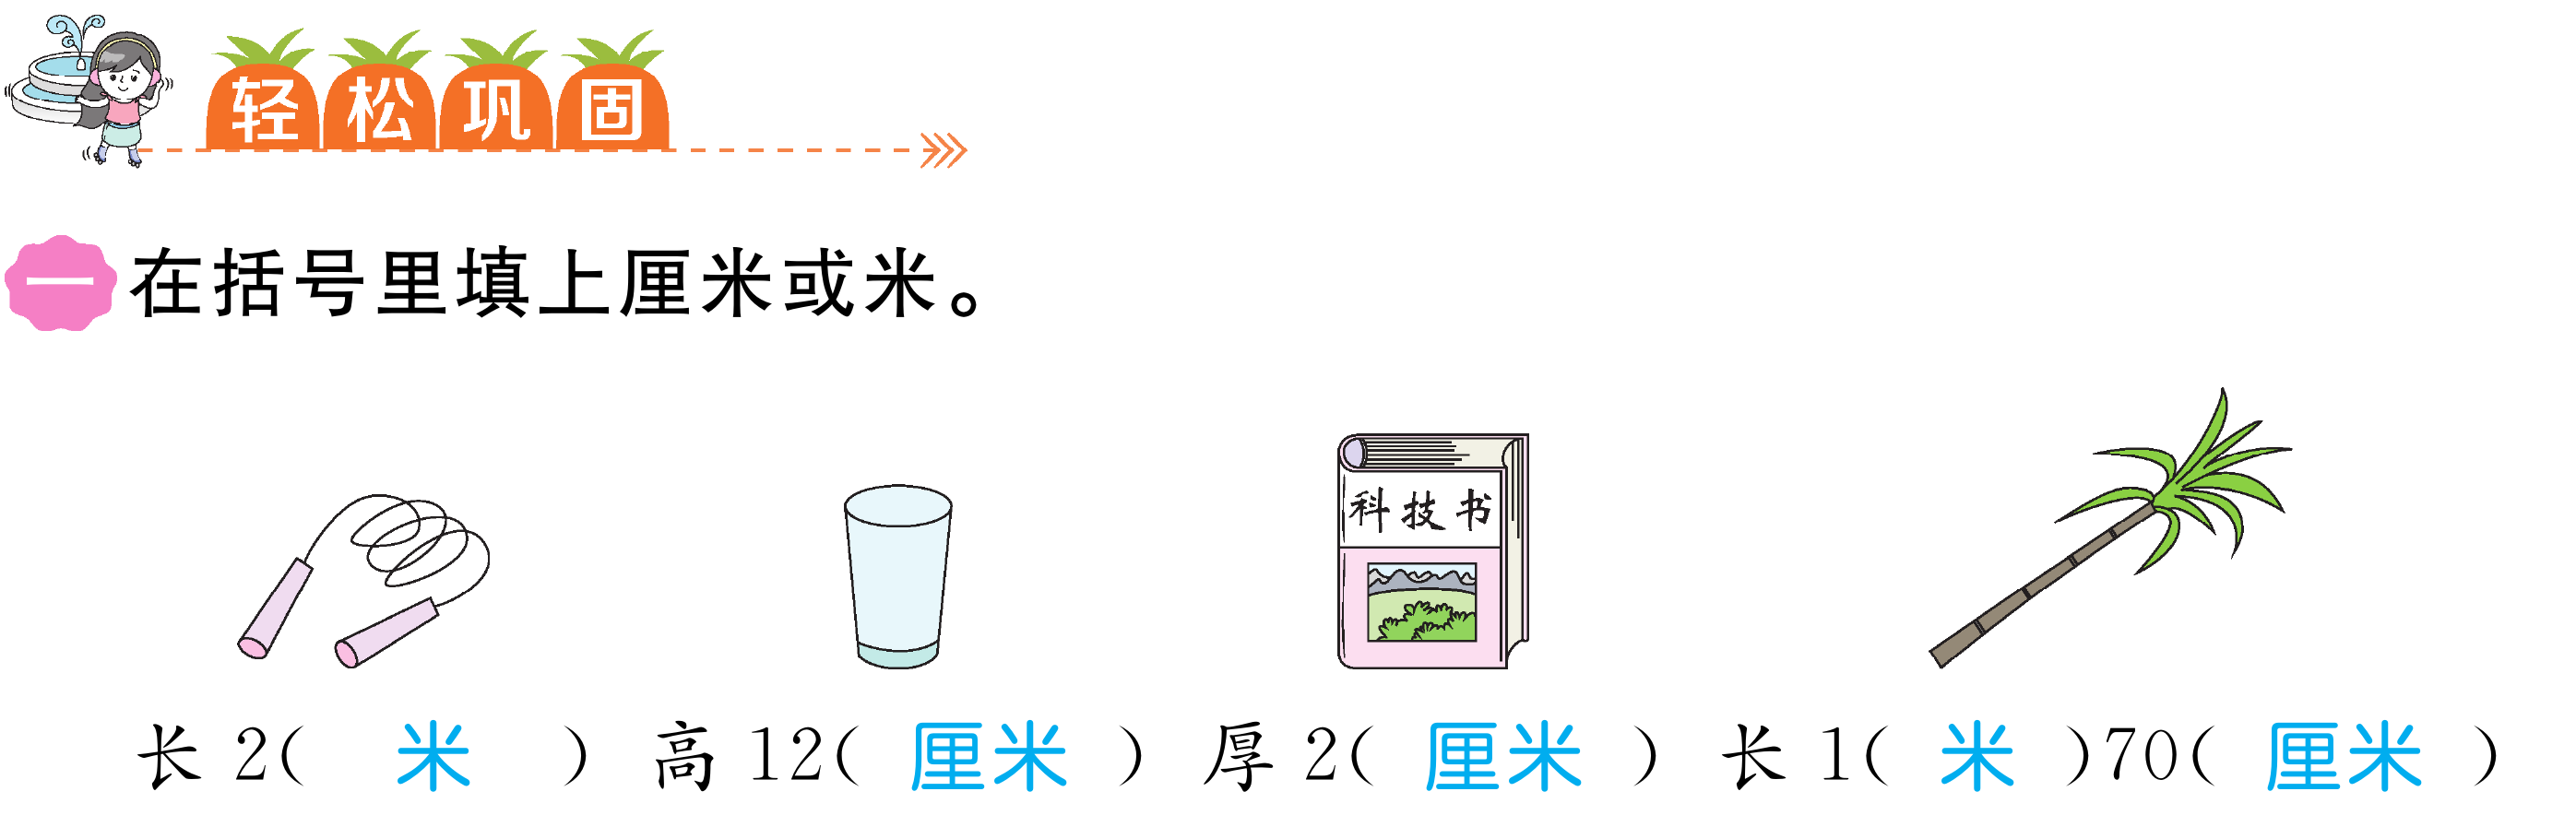 轻松巩固
一 在括号里填上厘米或米。
科技书
长 2( 米 ) 高 12( 厘米 ) 厚 2( 厘米 ) 长 1( 米 )70( 厘米 )